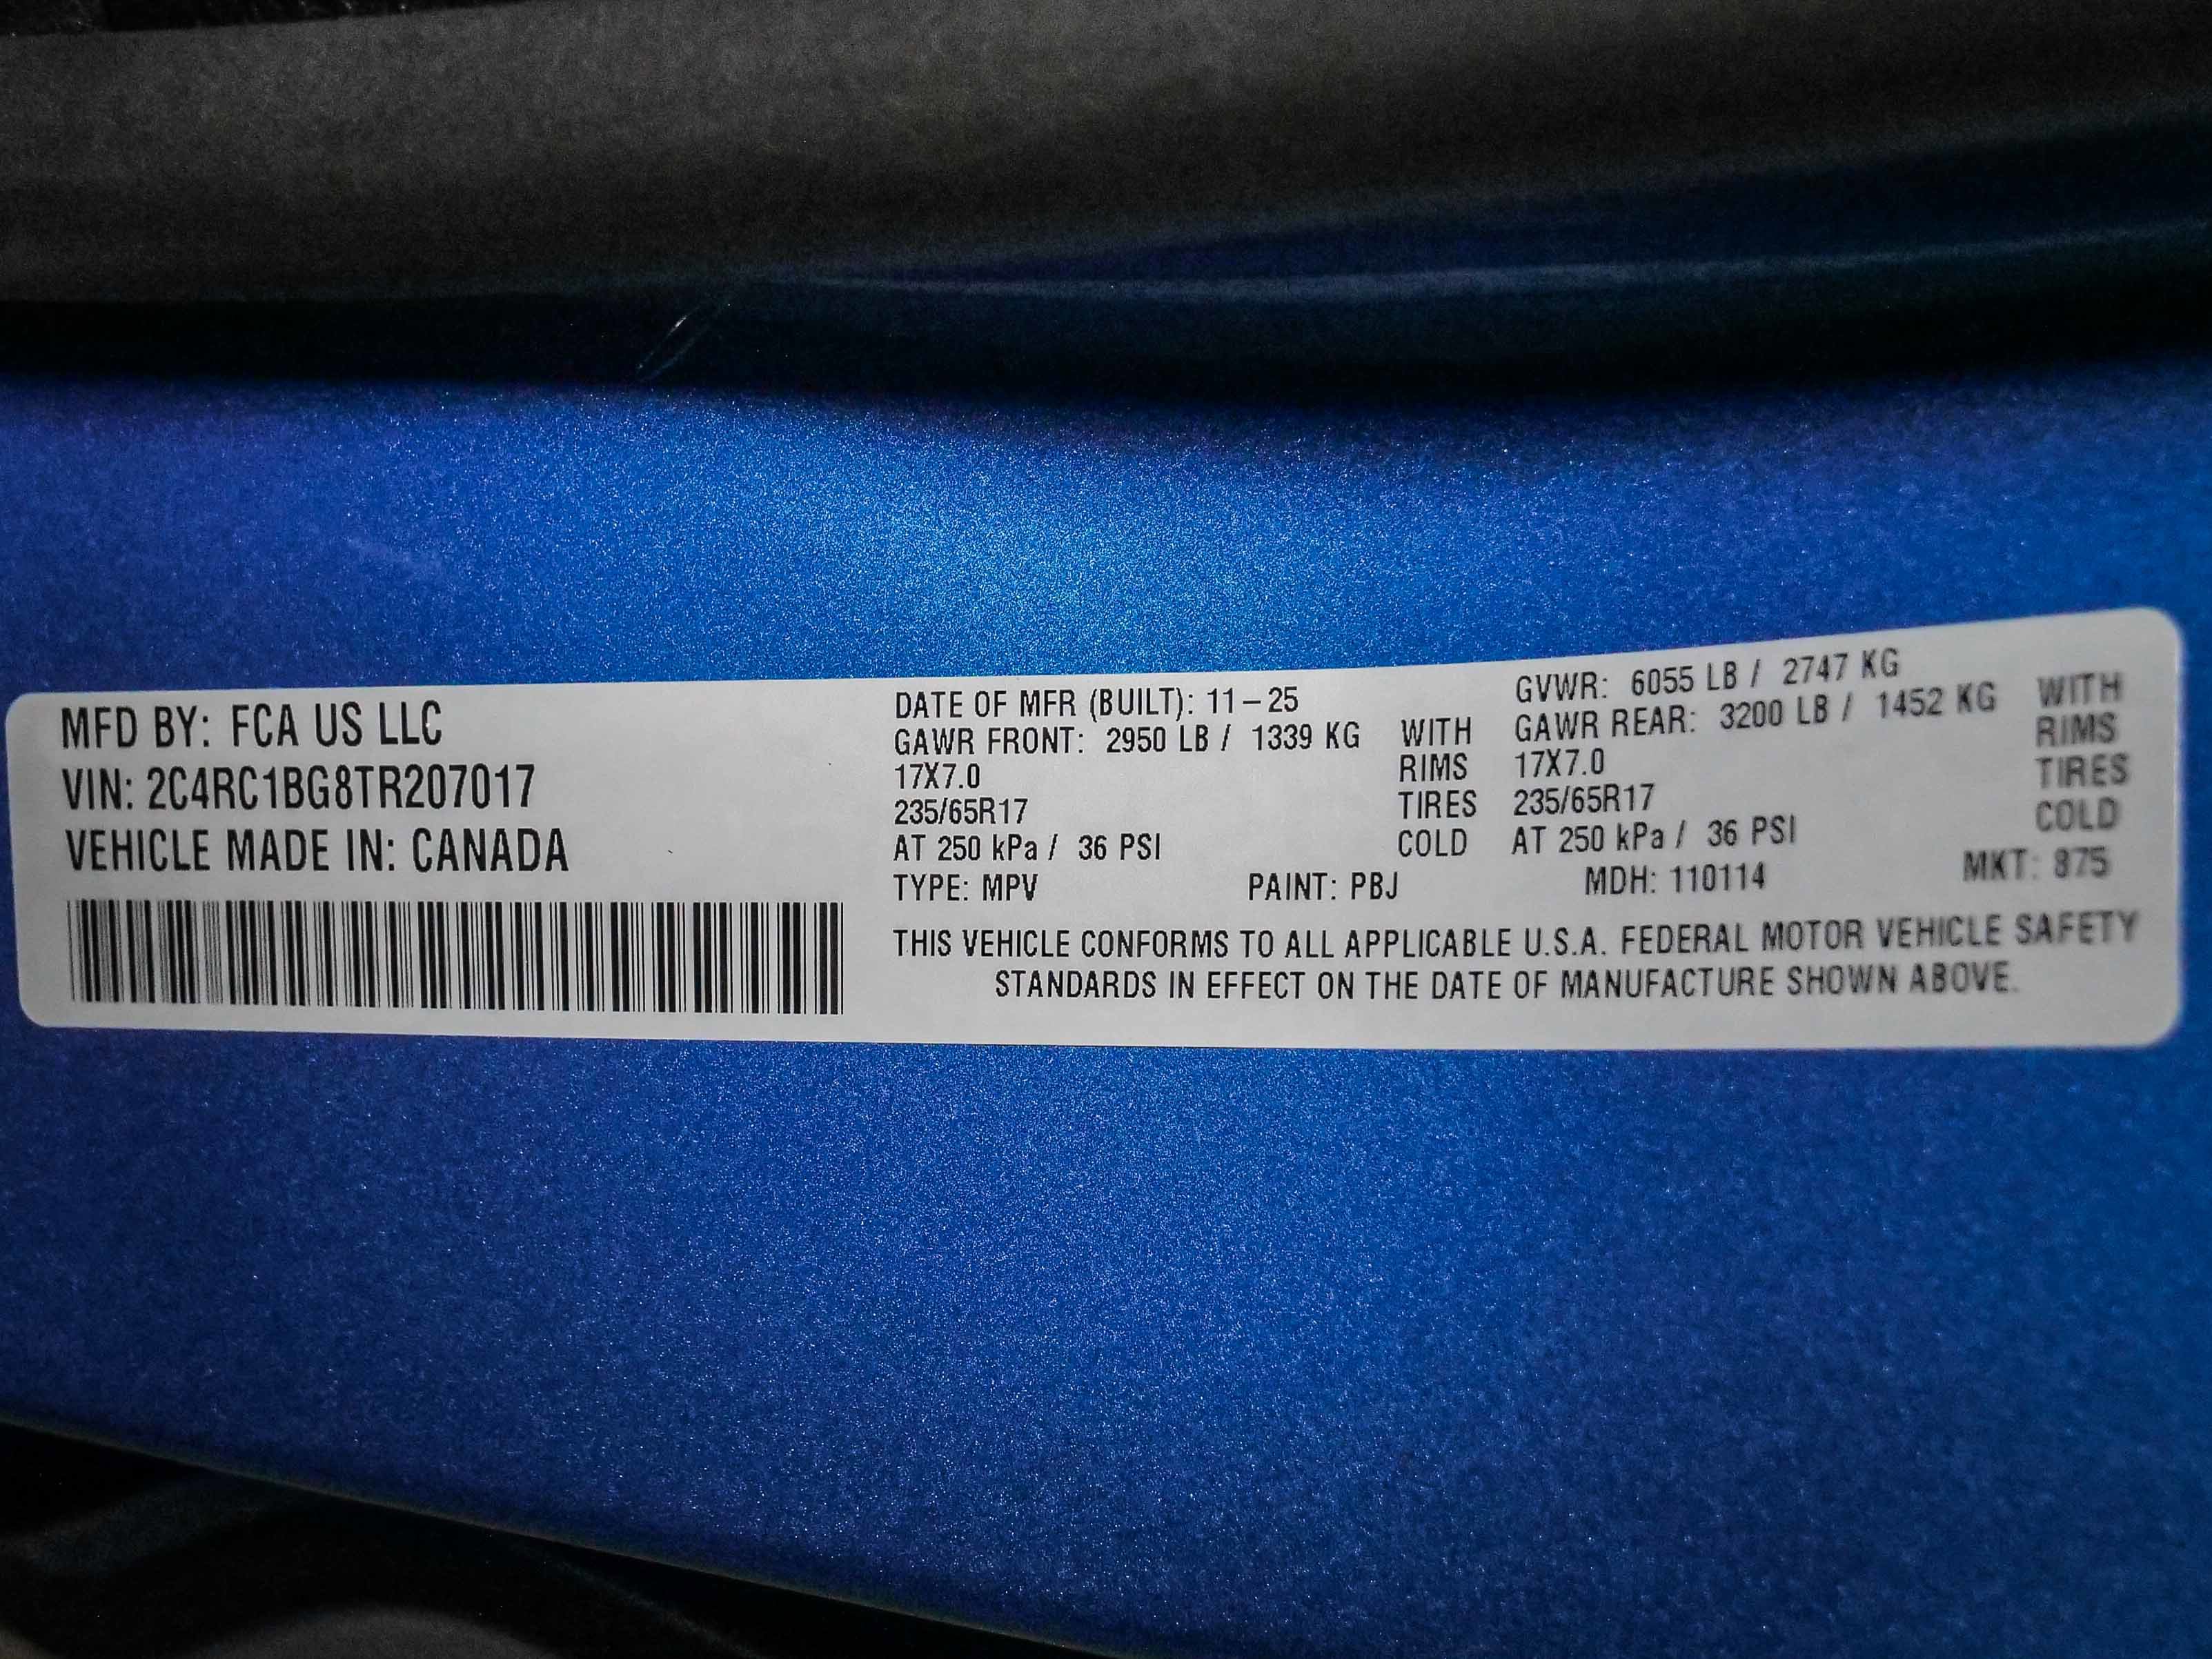 MFD BY: FCA US LLC
VIN: 2C4RC1BG8TR207017
VEHICLE MADE IN: CANADA
DATE OF MFR (BUILT): 11-25
GAWR FRONT: 2950 LB / 1339 KG WITH
17X7.0 RIMS
235/65R17 TIRES
AT 250 kPa / 36 PSI COLD
GVWR: 6055 LB / 2747 KG
GAWR REAR: 3200 LB / 1452 KG WITH
17X7.0 RIMS
235/65R17 TIRES
AT 250 kPa / 36 PSI COLD
TYPE: MPV PAINT: PBJ MDH: 110114 MKT: 875
THIS VEHICLE CONFORMS TO ALL APPLICABLE U.S.A. FEDERAL MOTOR VEHICLE SAFETY
STANDARDS IN EFFECT ON THE DATE OF MANUFACTURE SHOWN ABOVE.